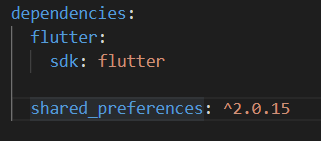 dependencies:
flutter:
sdk: flutter
shared_preferences: ^2.0.15